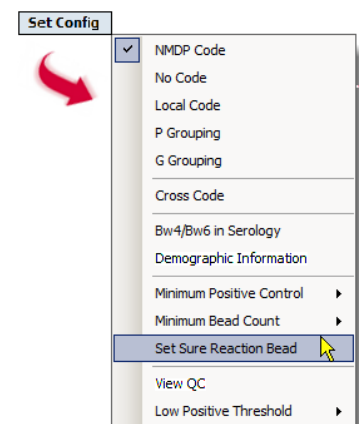 Set Config
NMDP Code
No Code
Local Code
P Grouping
G Grouping
Cross Code
Bw4/Bw6 in Serology
Demographic Information
Minimum Positive Control
Minimum Bead Count
Set Sure Reaction Bead
View QC
Low Positive Threshold